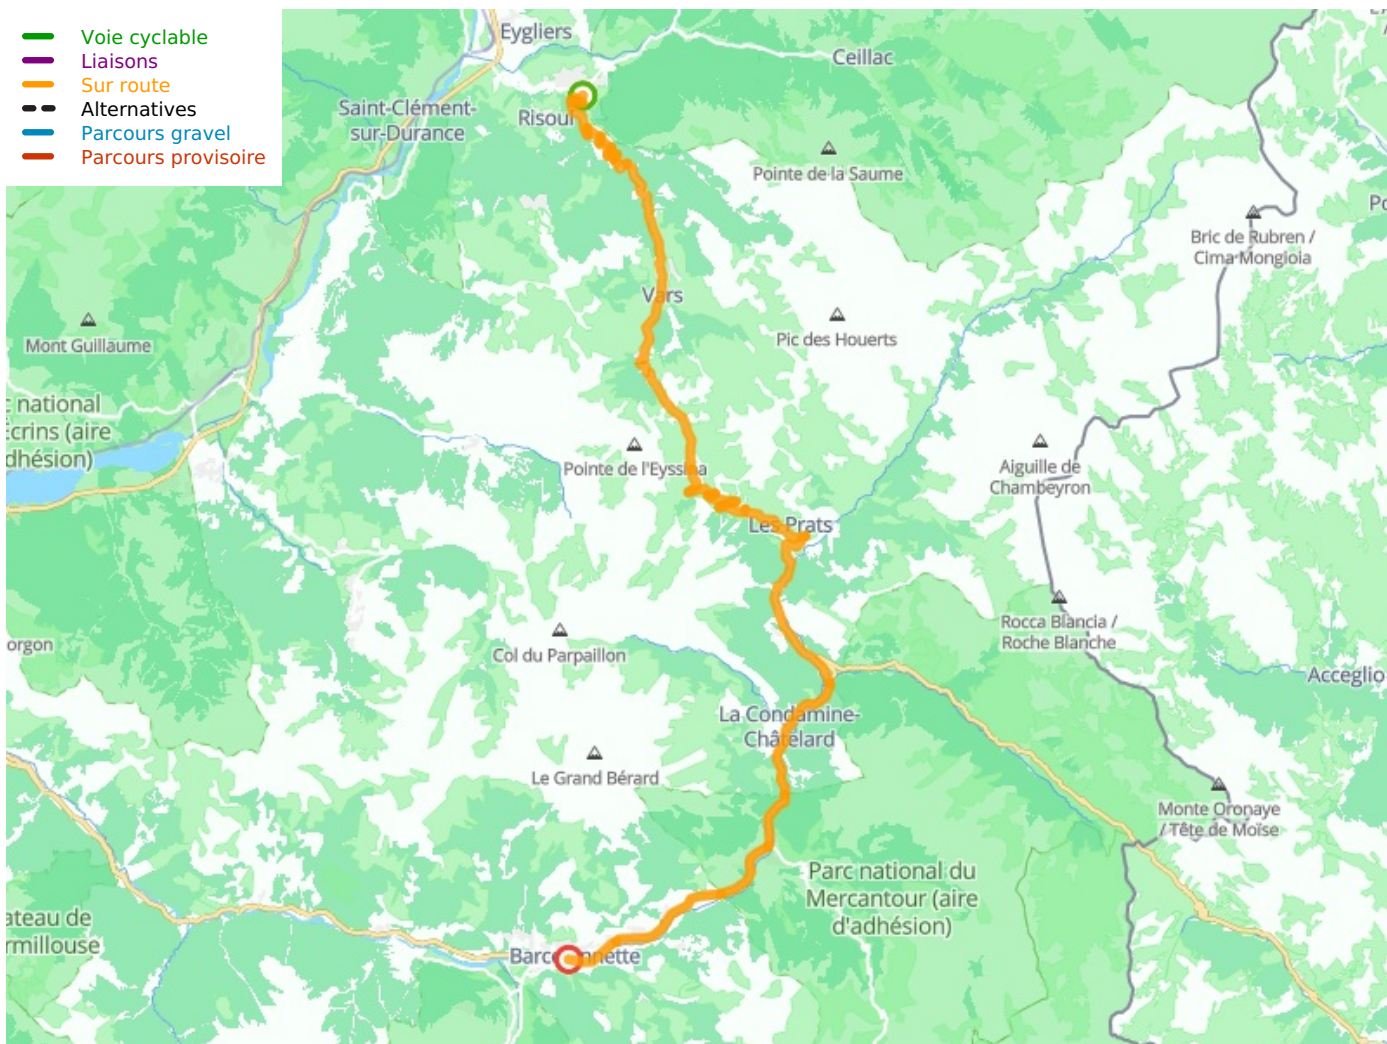 Voie cyclable
Liaisons
Sur route
Alternatives
Parcours gravel
Parcours provisoire
Eygliers
Ceillac
Saint-Clément-
sur-Durance
Risoul
Pointe de la Saume
Bric de Rubren /
Cima Mongioia
Vars
Mont Guillaume
Pic des Houerts
c national
Écrins (aire
dhésion)
Pointe de l'Eyssina
Aiguille de
Chambeyron
Les Prats
Rocca Blancia /
Roche Blanche
orgon
Col du Parpaillon
Acceglio
La Condamine-
Châtelard
Le Grand Bérard
Monte Oronaye
/ Tête de Moïse
Parc national du
Mercantour (aire
d'adhésion)
ateau de
rmillouse
Barcelonnette